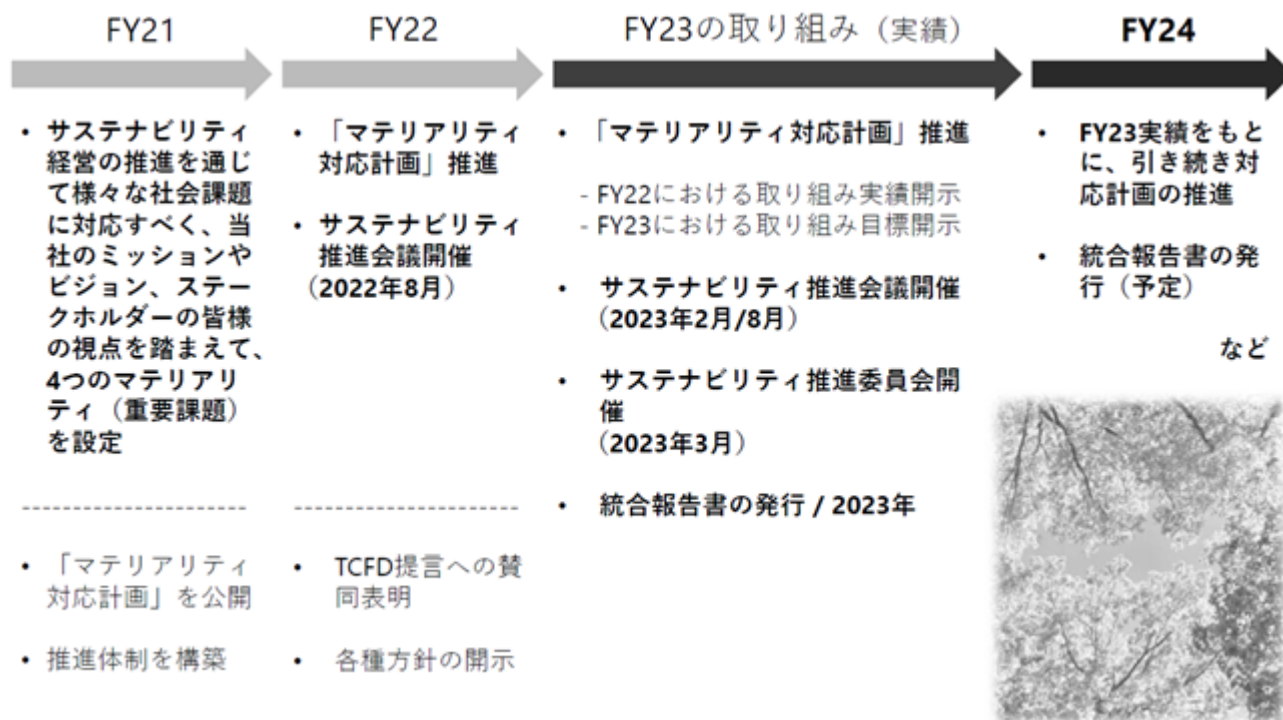 FY21
サステナビリティ
経営の推進を通じ
て様々な社会課題
に対応すべく、当
社のミッションや
ビジョン、ステー
クホルダーの皆様
の視点を踏まえて、
4つのマテリアリ
ティ（重要課題）
を設定
「マテリアリティ
対応計画」を公開
推進体制を構築
FY22
「マテリアリティ
対応計画」推進
サステナビリティ
推進会議開催
（2022年8月）
TCFD提言への賛
同表明
各種方針の開示
FY23の取り組み（実績）
「マテリアリティ対応計画」推進
- FY22における取り組み実績開示
- FY23における取り組み目標開示
サステナビリティ推進会議開催
（2023年2月/8月）
サステナビリティ推進委員会開
催
（2023年3月）
統合報告書の発行 / 2023年
FY24
FY23実績をもと
に、引き続き対
応計画の推進
統合報告書の発
行（予定）
など